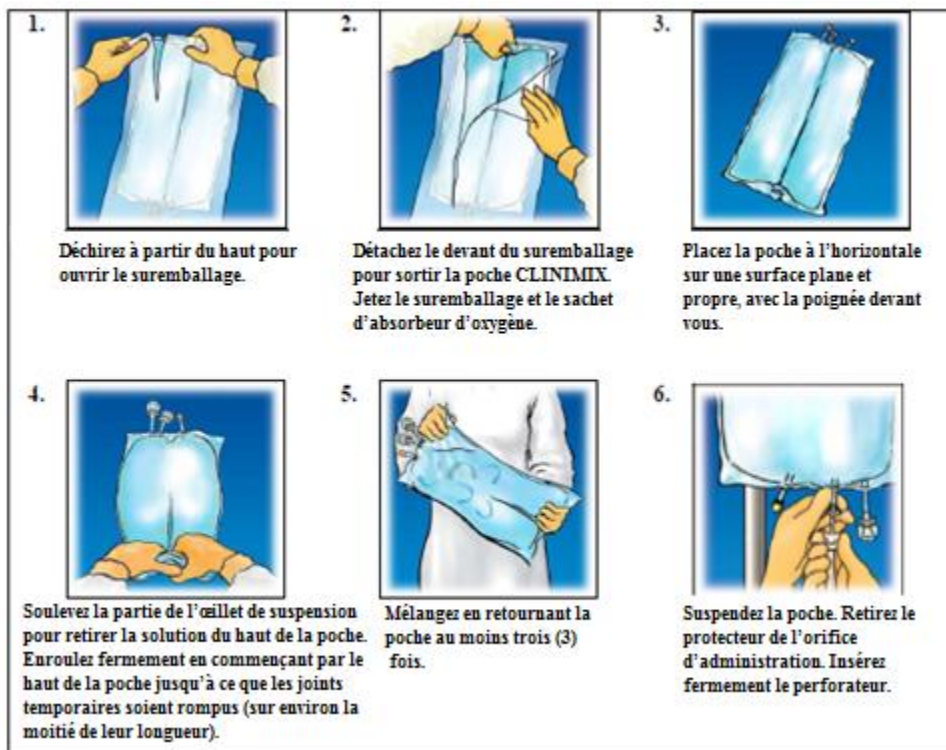 1.
Déchirez à partir du haut pour
ouvrir le suremballage.
2.
Détachez le devant du suremballage
pour sortir la poche CLINIMIX.
Jetez le suremballage et le sachet
d'absorbeur d'oxygène.
3.
Placez la poche à l'horizontale
sur une surface plane et
propre, avec la poignée devant
vous.
4.
Soulevez la partie de l'œillet de suspension
pour retirer la solution du haut de la poche.
Enroulez fermement en commençant par le
haut de la poche jusqu'à ce que les joints
temporaires soient rompus (sur environ la
moitié de leur longueur).
5.
Mélangez en retournant la
poche au moins trois (3)
fois.
6.
Suspendez la poche. Retirez le
protecteur de l'orifice
d'administration. Insérez
fermement le perforateur.